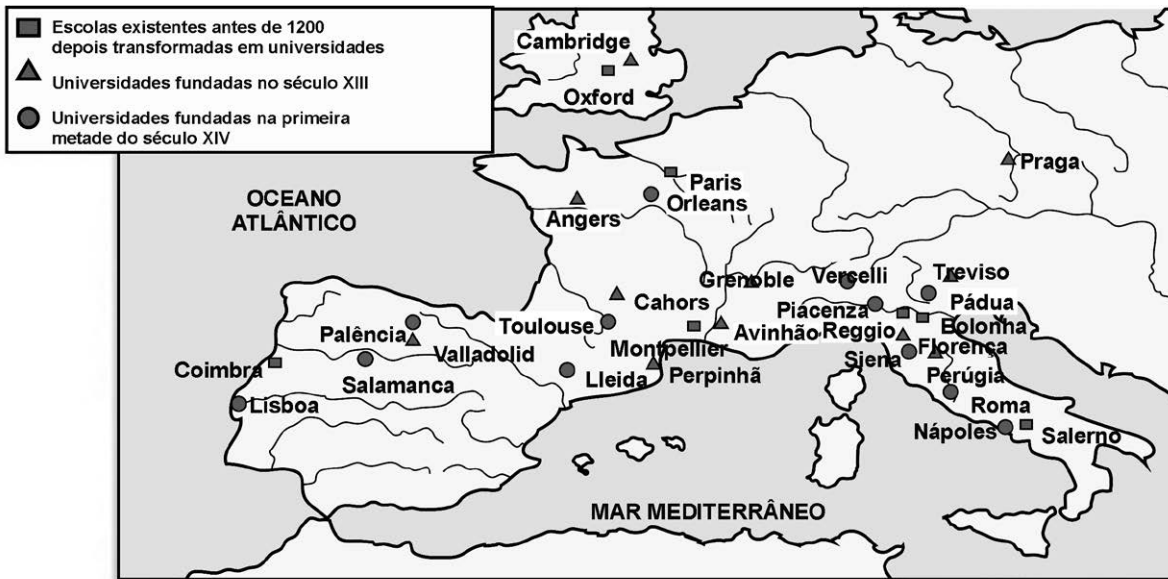 Escolas existentes antes de 1200
depois transformadas em universidades
Universidades fundadas no século XIII
Universidades fundadas na primeira
metade do século XIV
Cambridge
Oxford
Praga
Paris
Orleans
OCEANO
ATLÂNTICO
Angers
Grenoble
Vercelli
Treviso
Cahors
Piacenza
Pádua
Toulouse
Avinhão
Reggio
Bolonha
Palência
Montpellier
Florença
Valladolid
Siena
Coimbra
Salamanca
Lleida
Perpinhã
Perúgia
Lisboa
Roma
Nápoles
Salerno
MAR MEDITERRÂNEO